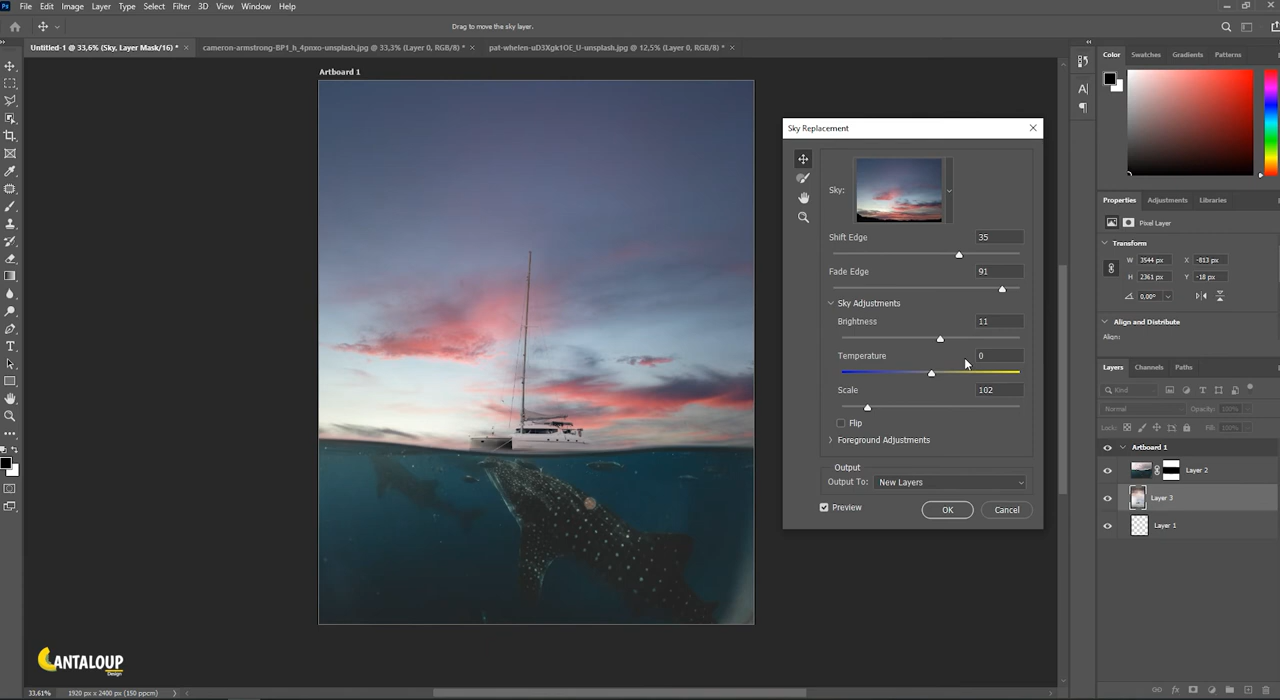 Ps File Edit Image Layer Type Select Filter 3D View Window Help
Drag to move the sky layer.
Untitled-1 @ 33,6% (Sky, Layer Mask/16) *
cameron-armstrong-BP1_h_4pnxo-unsplash.jpg @ 33,3% (Layer 0, RGB/8) *
pat-whelen-uD3Xgk1OE_U-unsplash.jpg @ 12,5% (Layer 0, RGB/8) *
Artboard 1
Sky Replacement
Sky:
Shift Edge 35
Fade Edge 91
Sky Adjustments
Brightness 11
Temperature 0
Scale 102
Flip
Foreground Adjustments
Output
Output To: New Layers
Preview
OK
Cancel
Color Swatches Gradients Patterns
Properties Adjustments Libraries
Pixel Layer
Transform
W 3544 px X -813 px
H 2361 px Y -18 px
0.00°
Align and Distribute
Align:
Layers Channels Paths
Kind
Normal Opacity: 100%
Lock: Fill: 100%
Artboard 1
Layer 2
Layer 3
Layer 1
CANTALOUP
Design
33.61% 1920 px x 2400 px (150 ppcm)